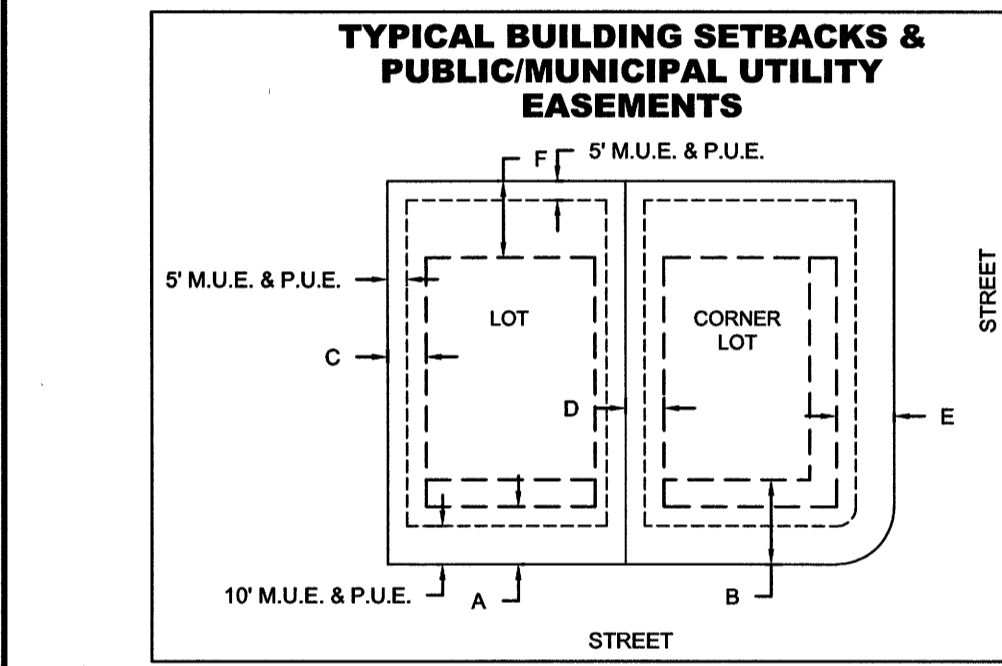 TYPICAL BUILDING SETBACKS &
PUBLIC/MUNICIPAL UTILITY
EASEMENTS
F
5' M.U.E. & P.U.E.
5' M.U.E. & P.U.E.
LOT
CORNER
LOT
STREET
C
D
E
10' M.U.E. & P.U.E.
A
B
STREET